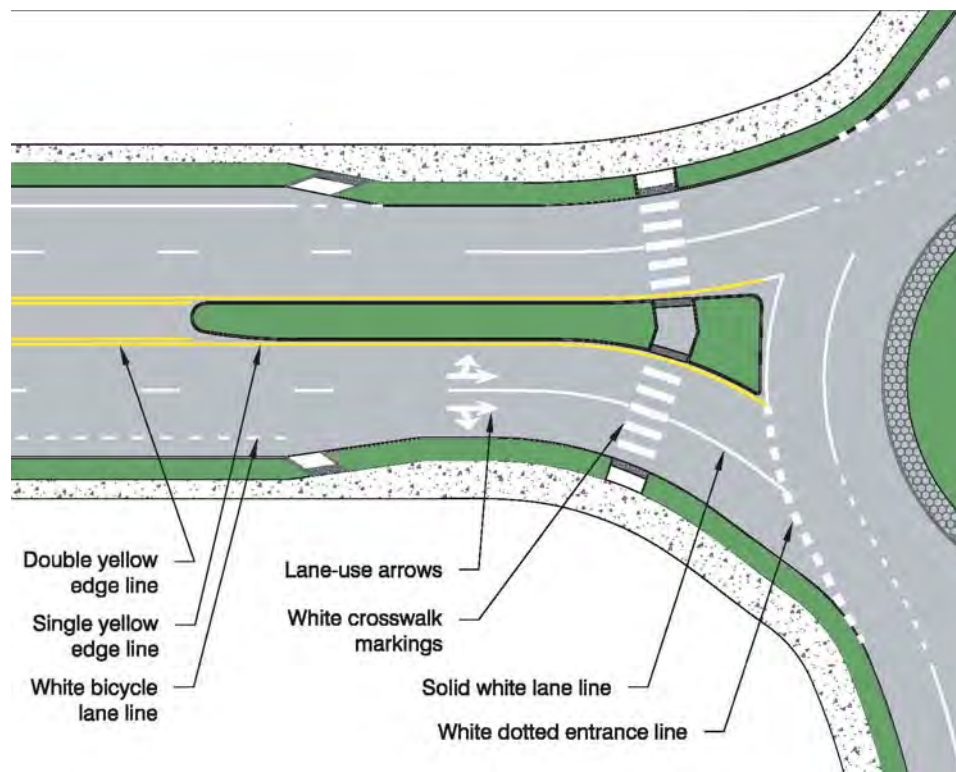 Double yellow
edge line
Single yellow
edge line
White bicycle
lane line
Lane-use arrows
White crosswalk
markings
Solid white lane line
White dotted entrance line